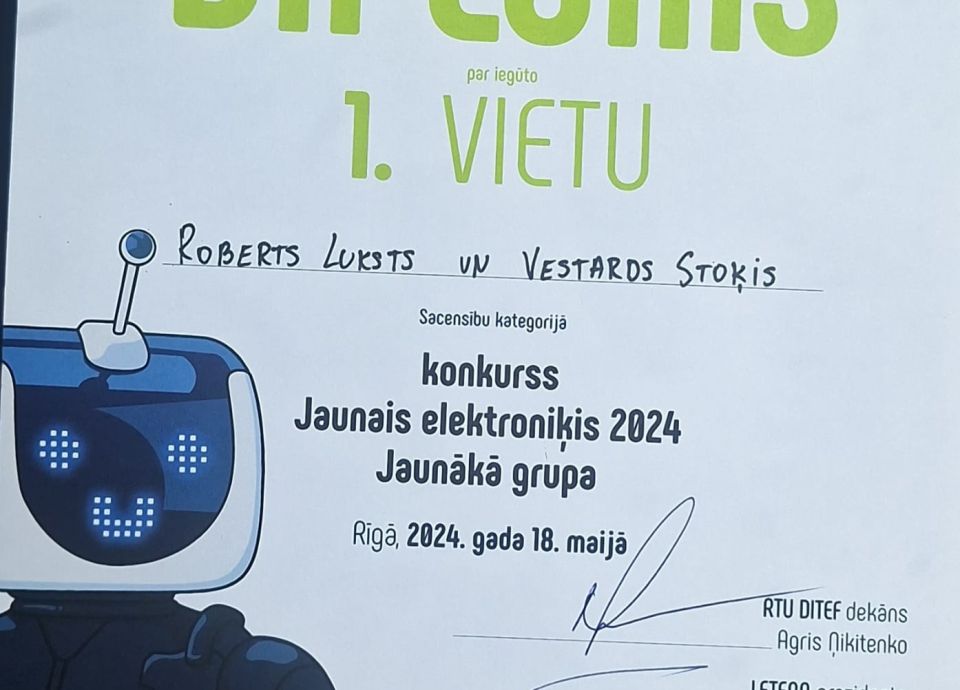 DIPLOMS
par iegūto
1. VIETU
ROBERTS LUKSTS UN VESTARDS STOĶIS
Sacensību kategorijā
konkurss
Jaunais elektroniķis 2024
Jaunākā grupa
Rīgā, 2024. gada 18. maijā
RTU DITEF dekāns
Agris Ņikitenko